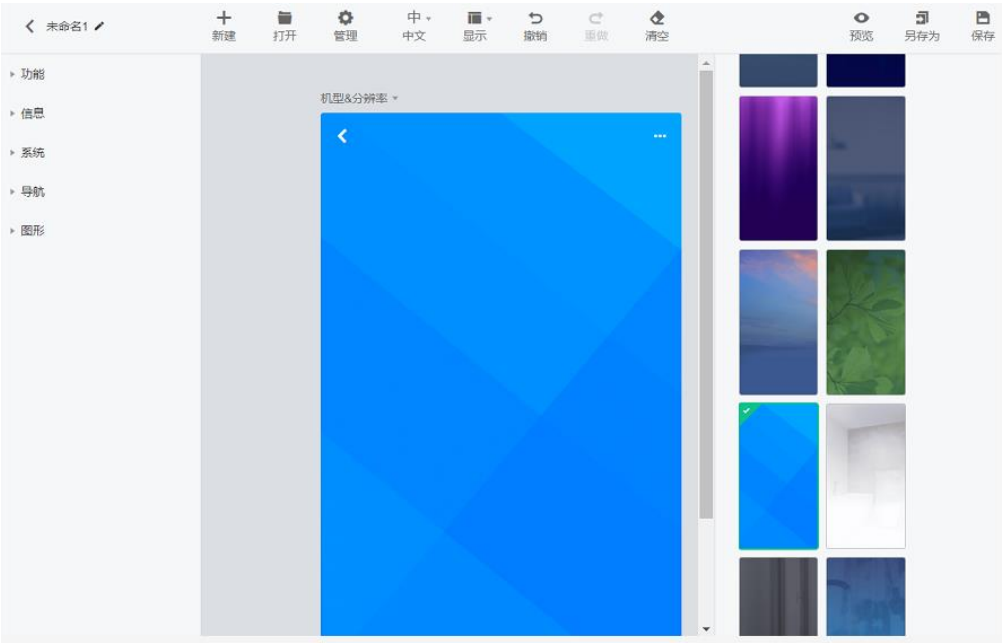 未命名1
新建 打开 管理 中文 显示 撤销 重做 清空 预览 另存为 保存
中
功能
信息
系统
导航
图形
机型&分辨率